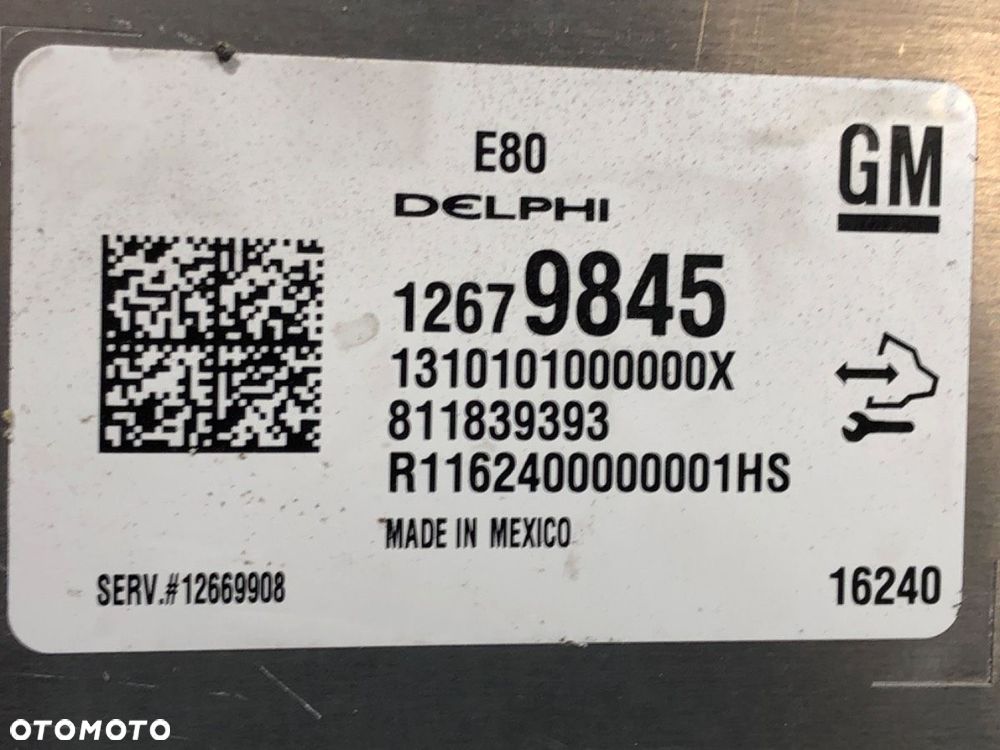 E80
GM
DELPHI
12679845
1310101000000X
811839393
R1162400000001HS
MADE IN MEXICO
SERV.#12669908
16240
OTOMOTO